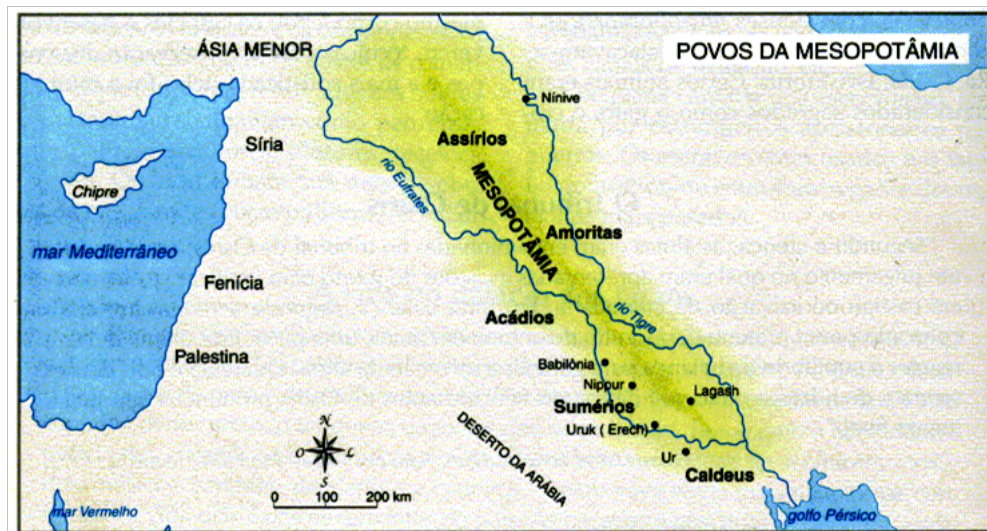 ÁSIA MENOR
POVOS DA MESOPOTÂMIA
Nínive
Assírios
Síria
rio Eufrates
MESOPOTÂMIA
Chipre
Amoritas
mar Mediterrâneo
Fenícia
rio Tigre
Acádios
Palestina
Babilônia
Nippur
Lagash
Sumérios
Uruk ( Erech )
DESERTO DA ARÁBIA
N
O
L
S
Ur
Caldeus
0 100 200 km
mar Vermelho
golfo Pérsico